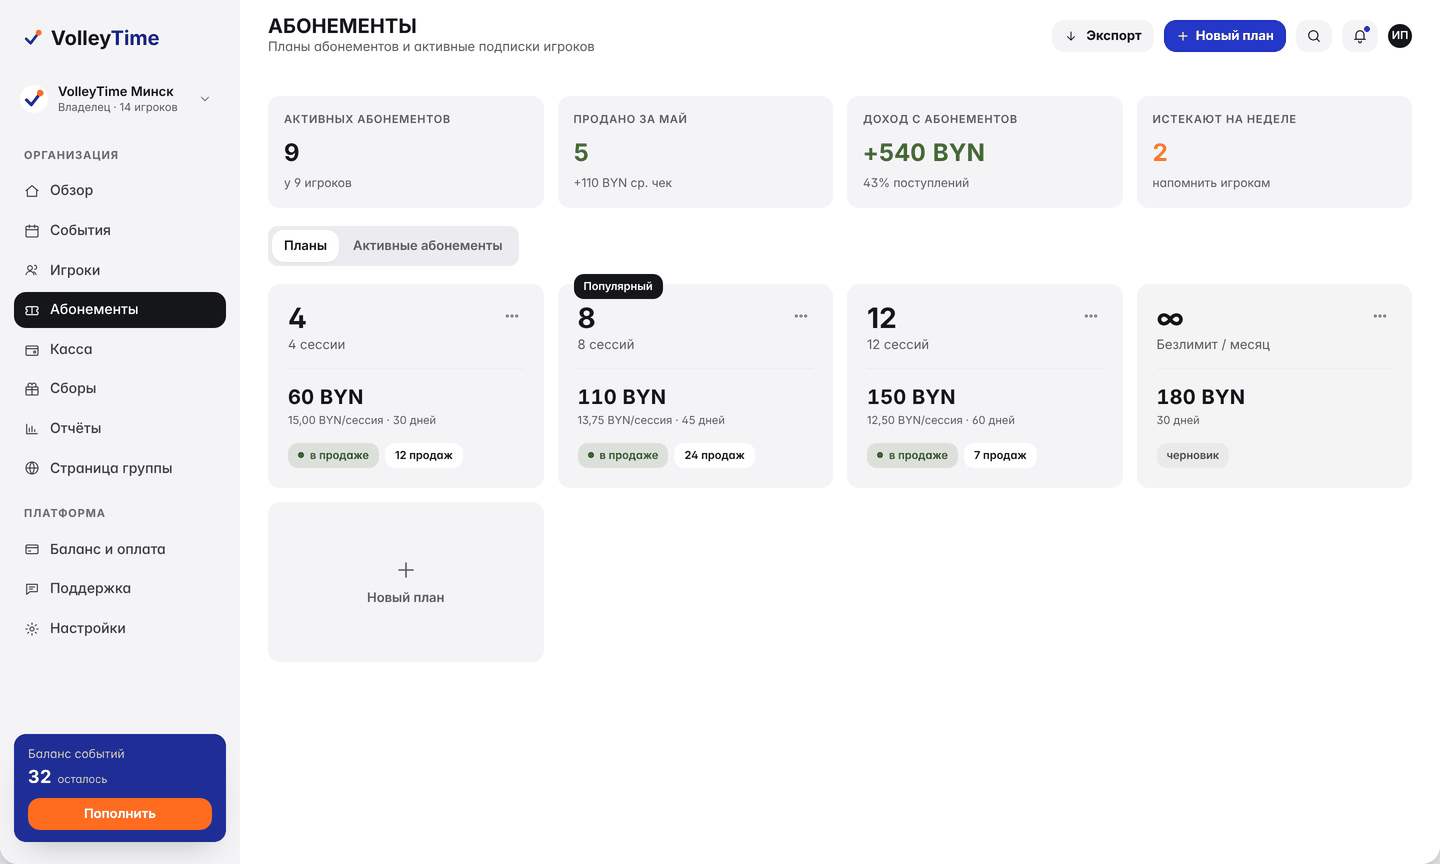 VolleyTime
VolleyTime Минск
Владелец · 14 игроков
ОРГАНИЗАЦИЯ
Обзор
События
Игроки
Абонементы
Касса
Сборы
Отчёты
Страница группы
ПЛАТФОРМА
Баланс и оплата
Поддержка
Настройки
Баланс событий
32 осталось
Пополнить
АБОНЕМЕНТЫ
Планы абонементов и активные подписки игроков
Экспорт
+ Новый план
ИП
АКТИВНЫХ АБОНЕМЕНТОВ
9
у 9 игроков
ПРОДАНО ЗА МАЙ
5
+110 BYN ср. чек
ДОХОД С АБОНЕМЕНТОВ
+540 BYN
43% поступлений
ИСТЕКАЮТ НА НЕДЕЛЕ
2
напомнить игрокам
Планы
Активные абонементы
4
4 сессии
60 BYN
15,00 BYN/сессия · 30 дней
в продаже
12 продаж
Популярный
8
8 сессий
110 BYN
13,75 BYN/сессия · 45 дней
в продаже
24 продаж
12
12 сессий
150 BYN
12,50 BYN/сессия · 60 дней
в продаже
7 продаж
∞
Безлимит / месяц
180 BYN
30 дней
черновик
Новый план